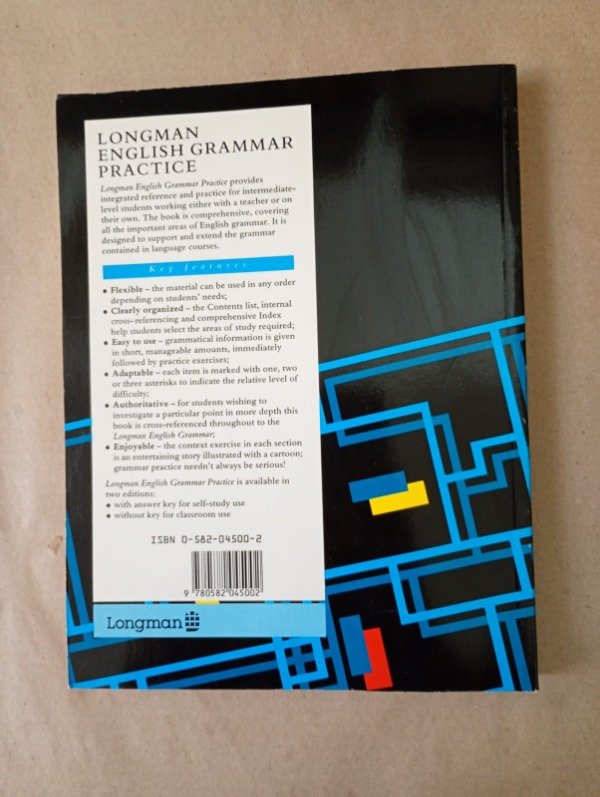 LONGMAN
ENGLISH GRAMMAR
PRACTICE
Longman English Grammar Practice provides
integrated reference and practice for intermediate-
level students working either with a teacher or on
their own. The book is comprehensive, covering
all the important areas of English grammar. It is
designed to support and extend the grammar
contained in language courses.
Key features
• Flexible – the material can be used in any order
depending on students' needs;
• Clearly organized – the Contents list, internal
cross-referencing and comprehensive Index
help students select the areas of study required;
• Easy to use – grammatical information is given
in short, manageable amounts, immediately
followed by practice exercises;
• Adaptable – each item is marked with one, two
or three asterisks to indicate the relative level of
difficulty;
• Authoritative – for students wishing to
investigate a particular point in more depth this
book is cross-referenced throughout to the
Longman English Grammar;
• Enjoyable – the context exercise in each section
is an entertaining story illustrated with a cartoon;
grammar practice needn't always be serious!
Longman English Grammar Practice is available in
two editions:
• with answer key for self-study use
• without key for classroom use
ISBN 0-582-04500-2
9 780582 045002
Longman